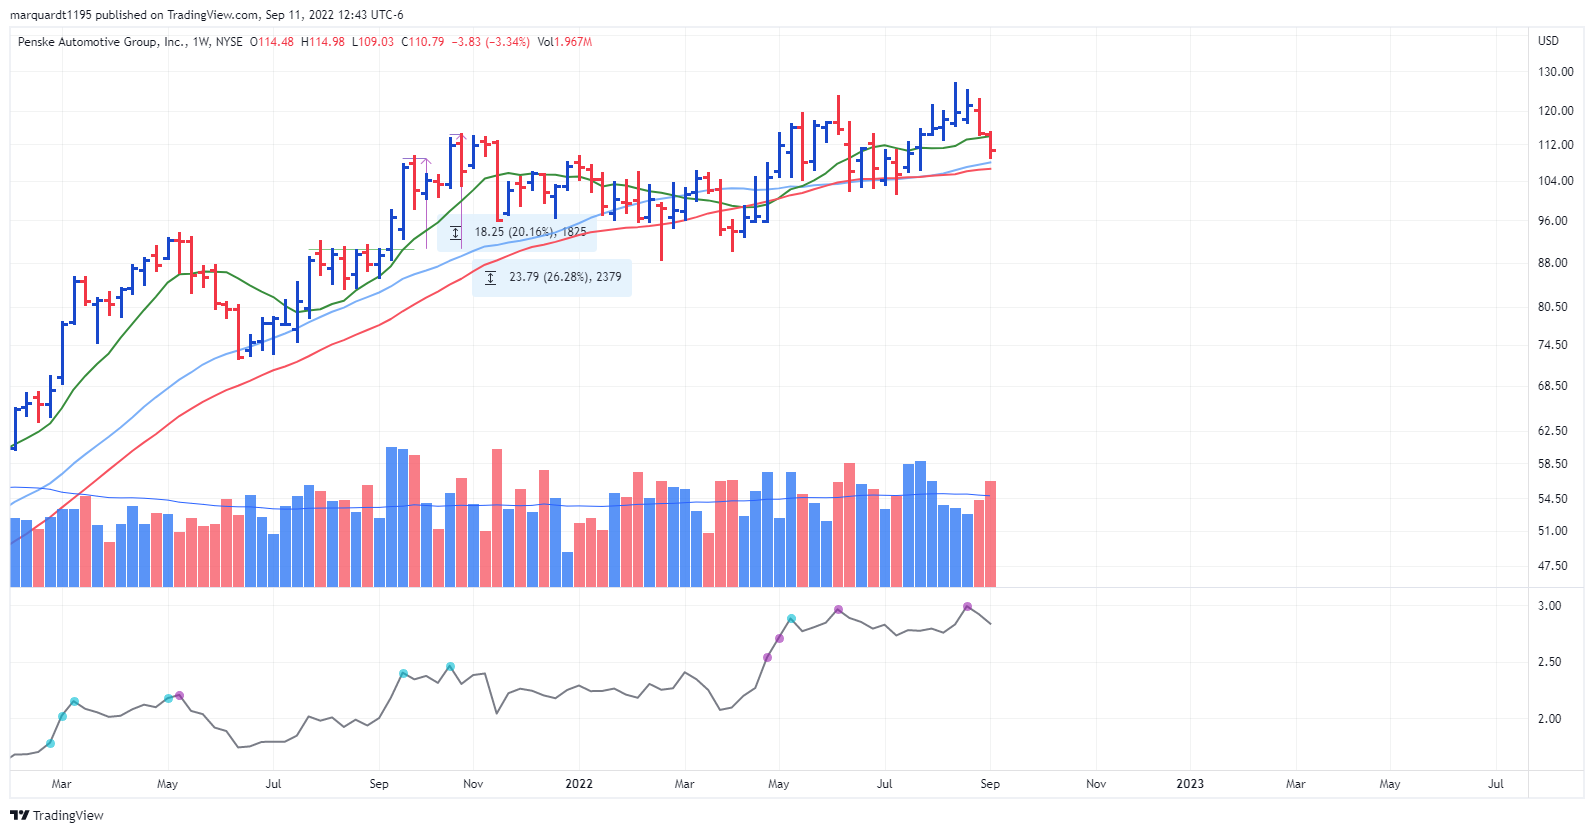 marquardt1195 published on TradingView.com, Sep 11, 2022 12:43 UTC-6
Penske Automotive Group, Inc., 1W, NYSE O114.48 H114.98 L109.03 C110.79 −3.83 (−3.34%) Vol1.967M
USD
130.00
120.00
112.00
104.00
96.00
88.00
80.50
74.50
68.50
62.50
58.50
54.50
51.00
47.50
18.25 (20.16%), 1825
23.79 (26.28%), 2379
3.00
2.50
2.00
Mar May Jul Sep Nov 2022 Mar May Jul Sep Nov 2023 Mar May Jul
TradingView